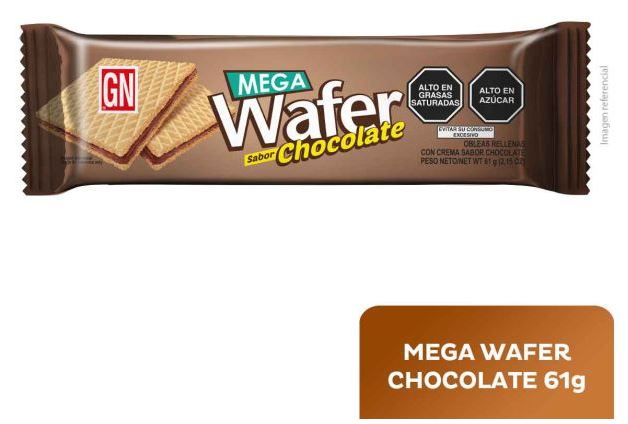 GN
MEGA
Wafer
Sabor Chocolate
ALTO EN
GRASAS
SATURADAS
ALTO EN
AZÚCAR
EVITAR SU CONSUMO
EXCESIVO
OBLEAS RELLENAS
CON CREMA SABOR CHOCOLATE
PESO NETO/NET WT 61 g (2,15 OZ)
Imagen referencial
MEGA WAFER
CHOCOLATE 61g